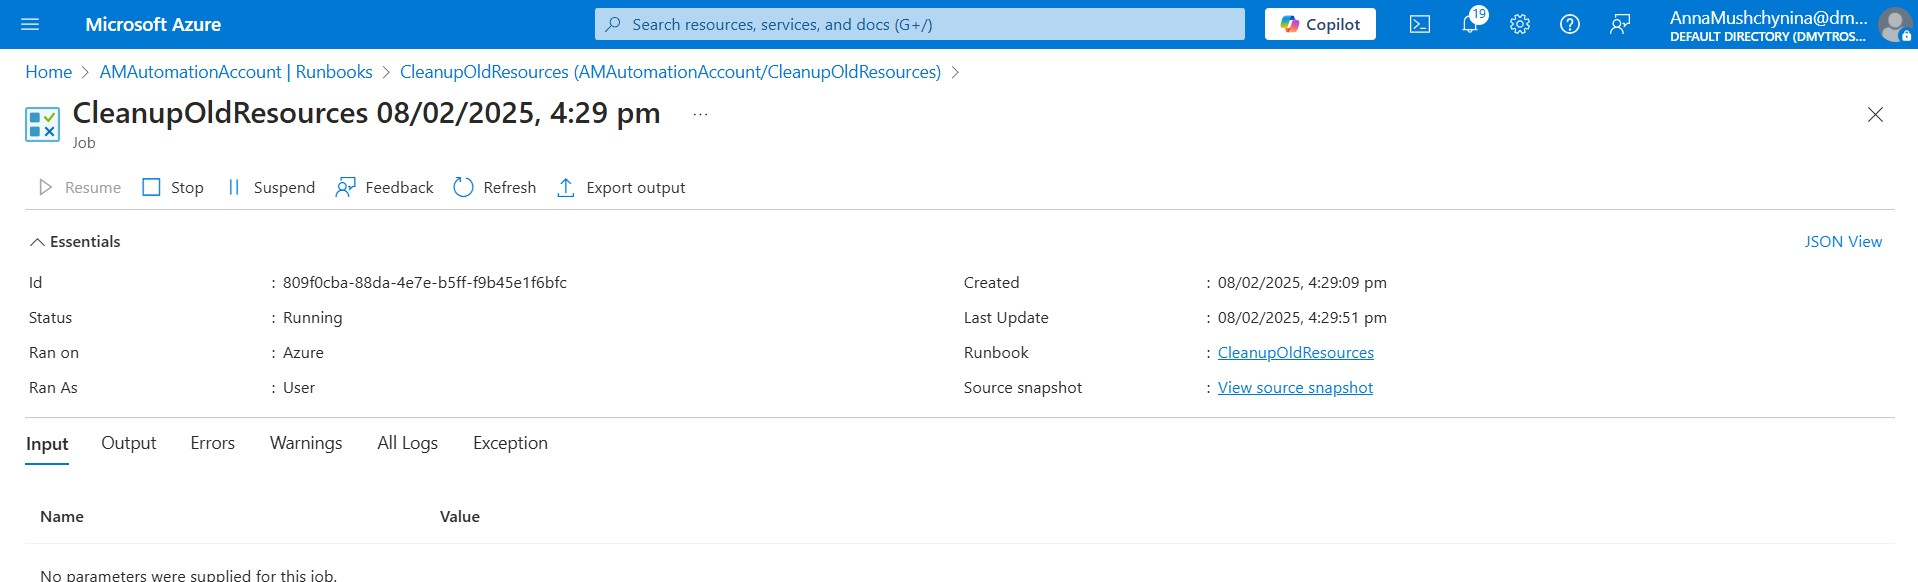 Microsoft Azure
Search resources, services, and docs (G+/)
Copilot
19
AnnaMushchynina@dm...
DEFAULT DIRECTORY (DMYTROS...
Home > AMAutomationAccount | Runbooks > CleanupOldResources (AMAutomationAccount/CleanupOldResources) >
CleanupOldResources 08/02/2025, 4:29 pm ...
Job
Resume Stop Suspend Feedback Refresh Export output
Essentials JSON View
Id : 809f0cba-88da-4e7e-b5ff-f9b45e1f6bfc Created : 08/02/2025, 4:29:09 pm
Status : Running Last Update : 08/02/2025, 4:29:51 pm
Ran on : Azure Runbook : CleanupOldResources
Ran As : User Source snapshot : View source snapshot
Input Output Errors Warnings All Logs Exception
Name Value
No parameters were supplied for this job.